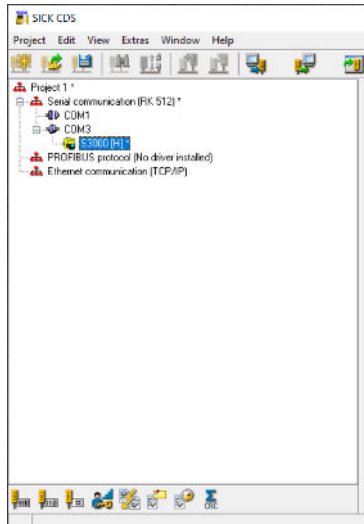 SICK CDS
Project Edit View Extras Window Help
Project 1 *
Serial communication (RK 512) *
COM1
COM3
S3000 [H] *
PROFIBUS protocol (No driver installed)
Ethernet communication (TCP/IP)
CRC